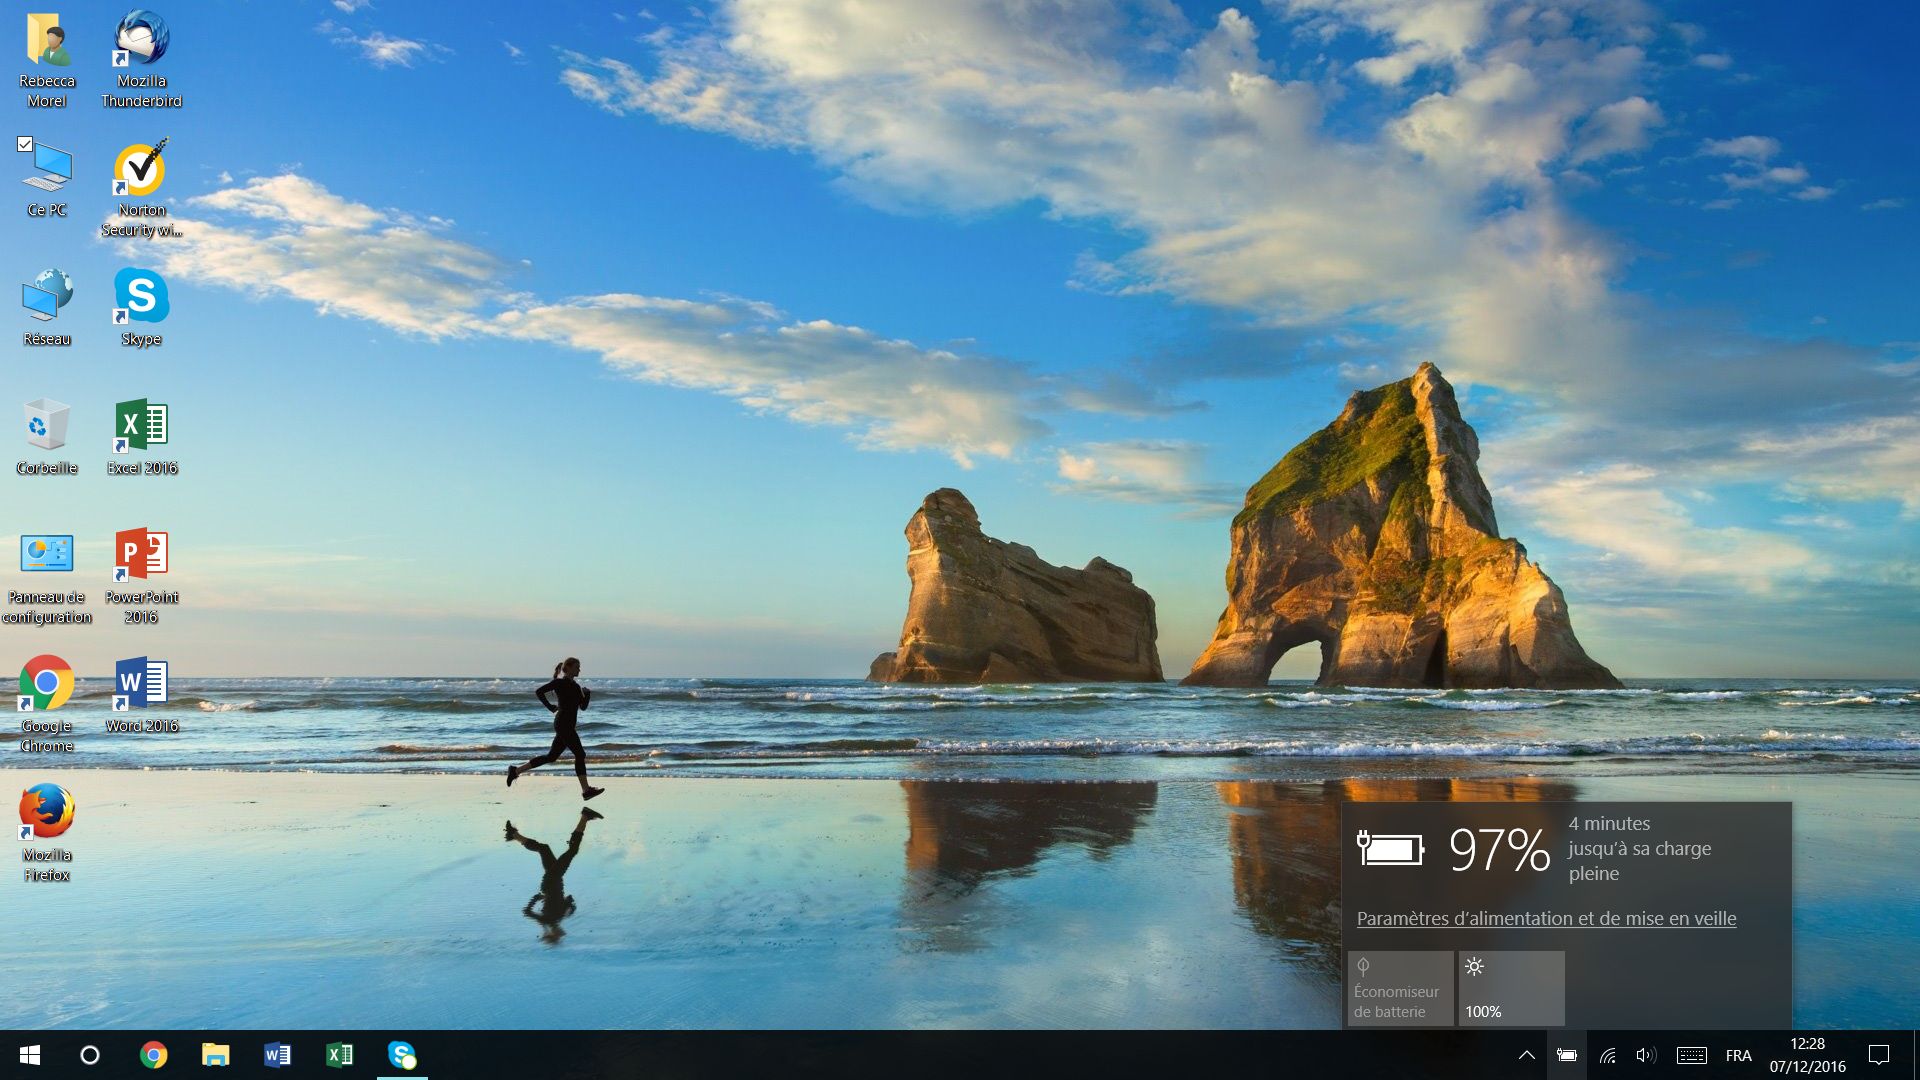 Rebecca
Morel
Mozilla
Thunderbird
Ce PC
Norton
Security wi...
Réseau
S
Skype
Corbeille
X
Excel 2016
Panneau de
configuration
P
PowerPoint
2016
Google
Chrome
W
Word 2016
Mozilla
Firefox
97%
4 minutes
jusqu'à sa charge
pleine
Paramètres d'alimentation et de mise en veille
Économiseur
de batterie
100%
W
X
S
FRA
12:28
07/12/2016